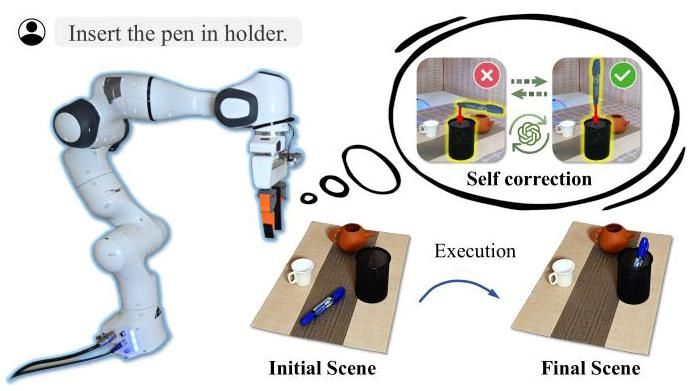 Insert the pen in holder.
Self correction
Execution
Initial Scene
Final Scene